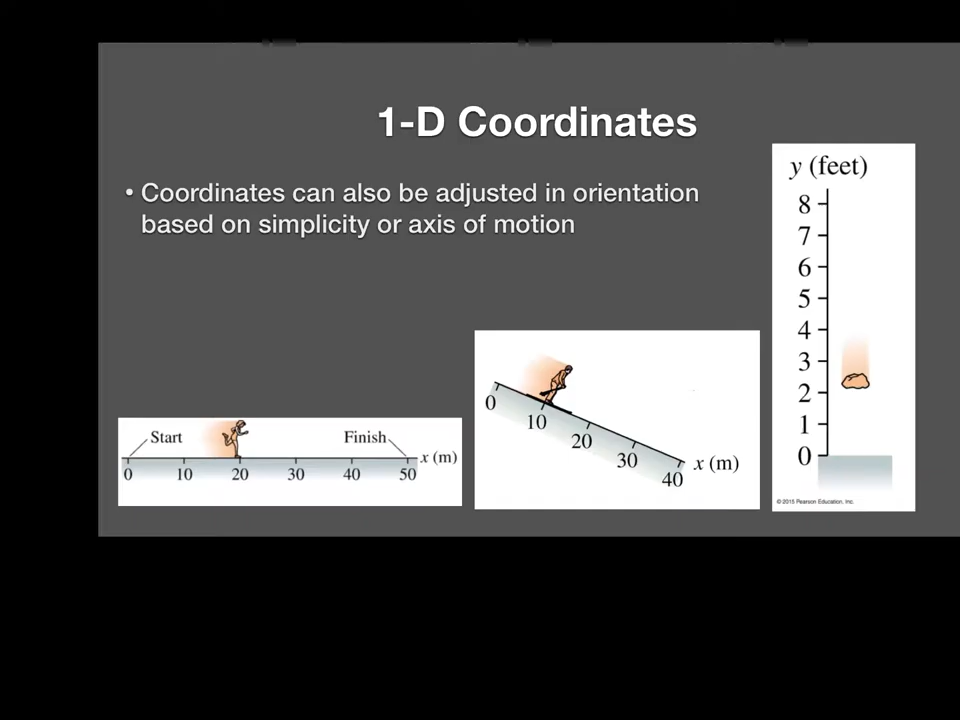 1-D Coordinates
• Coordinates can also be adjusted in orientation
based on simplicity or axis of motion
Start
Finish
x (m)
0 10 20 30 40 50
0
10
20
30
40
x (m)
y (feet)
8
7
6
5
4
3
2
1
0
© 2015 Pearson Education, Inc.